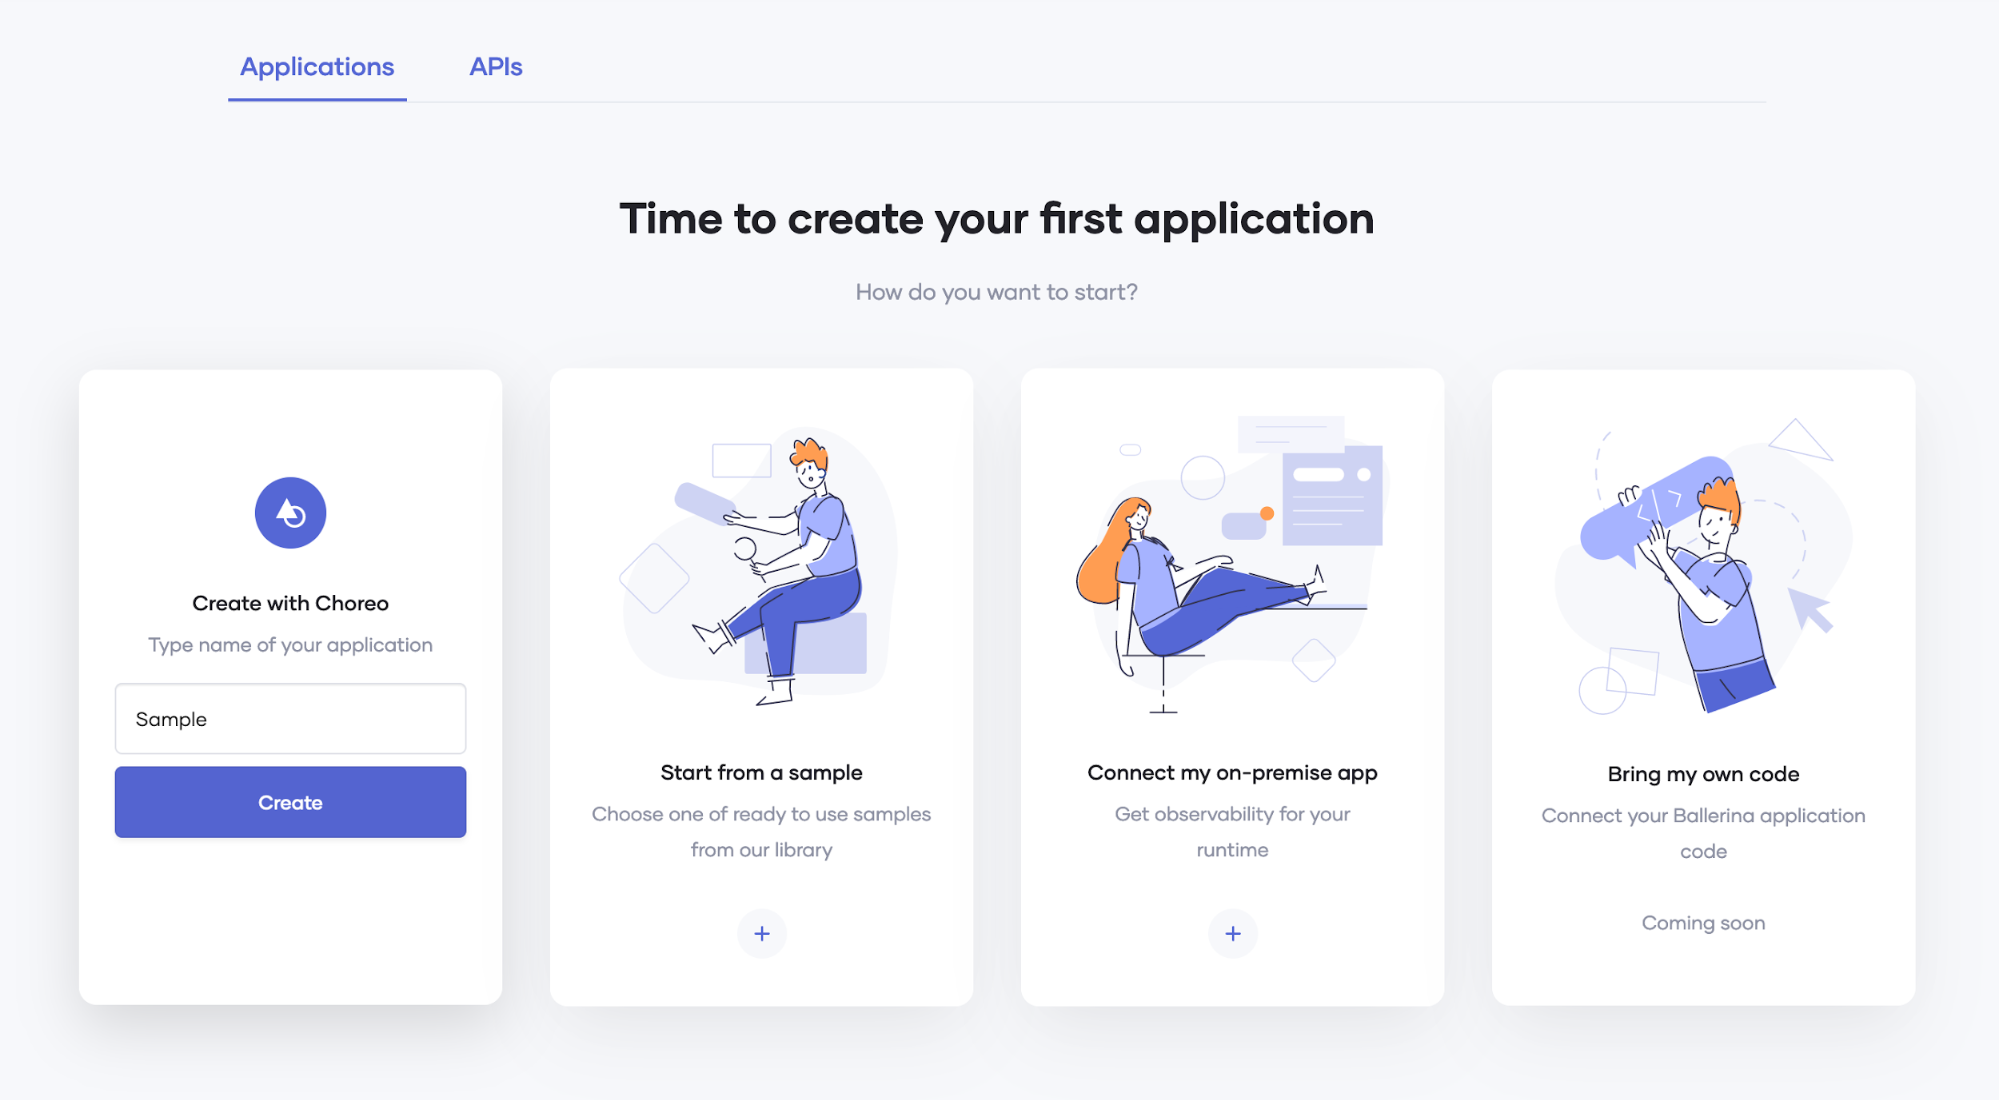 Applications
APIs
Time to create your first application
How do you want to start?
Create with Choreo
Type name of your application
Sample
Create
Start from a sample
Choose one of ready to use samples
from our library
+
Connect my on-premise app
Get observability for your
runtime
+
Bring my own code
Connect your Ballerina application
code
Coming soon